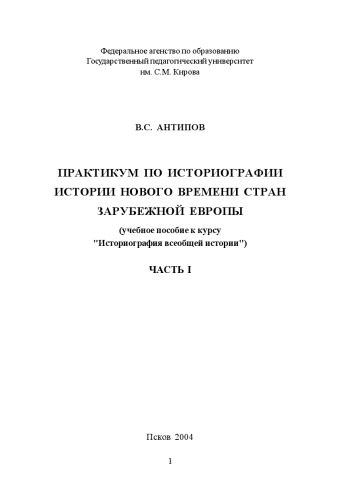 Федеральное агенство по образованию
Государственный педагогический университет
им. С.М. Кирова
В.С. АНТИПОВ
ПРАКТИКУМ ПО ИСТОРИОГРАФИИ
ИСТОРИИ НОВОГО ВРЕМЕНИ СТРАН
ЗАРУБЕЖНОЙ ЕВРОПЫ
(учебное пособие к курсу
"Историография всеобщей истории")
ЧАСТЬ I
Псков 2004
1